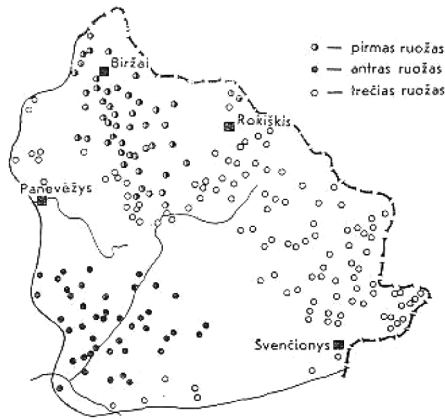 — pirmas ruožas
— antras ruožas
— trečias ruožas
Biržai
Rokiškis
Panevėžys
Švenčionys